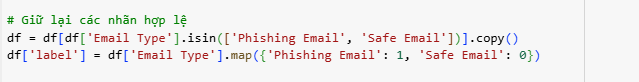 # Giữ lại các nhãn hợp lệ
df = df[df['Email Type'].isin(['Phishing Email', 'Safe Email'])].copy()
df['label'] = df['Email Type'].map({'Phishing Email': 1, 'Safe Email': 0})